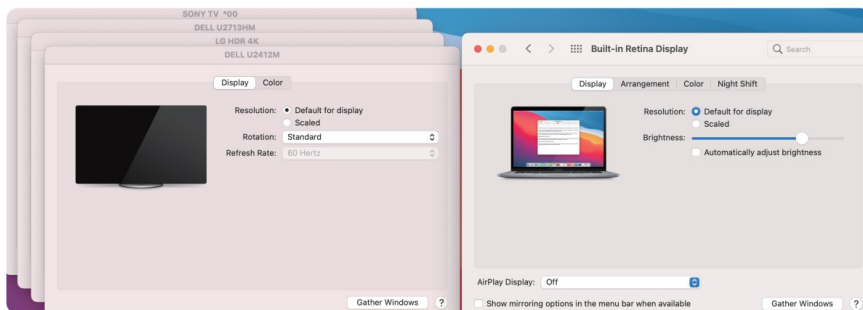 SONY TV *00
DELL U2713HM
LG HDR 4K
DELL U2412M
Display Color
Resolution: Default for display
Scaled
Rotation: Standard
Refresh Rate: 60 Hertz
Gather Windows ?
Built-in Retina Display Search
Display Arrangement Color Night Shift
Resolution: Default for display
Scaled
Brightness:
Automatically adjust brightness
AirPlay Display: Off
Show mirroring options in the menu bar when available Gather Windows ?